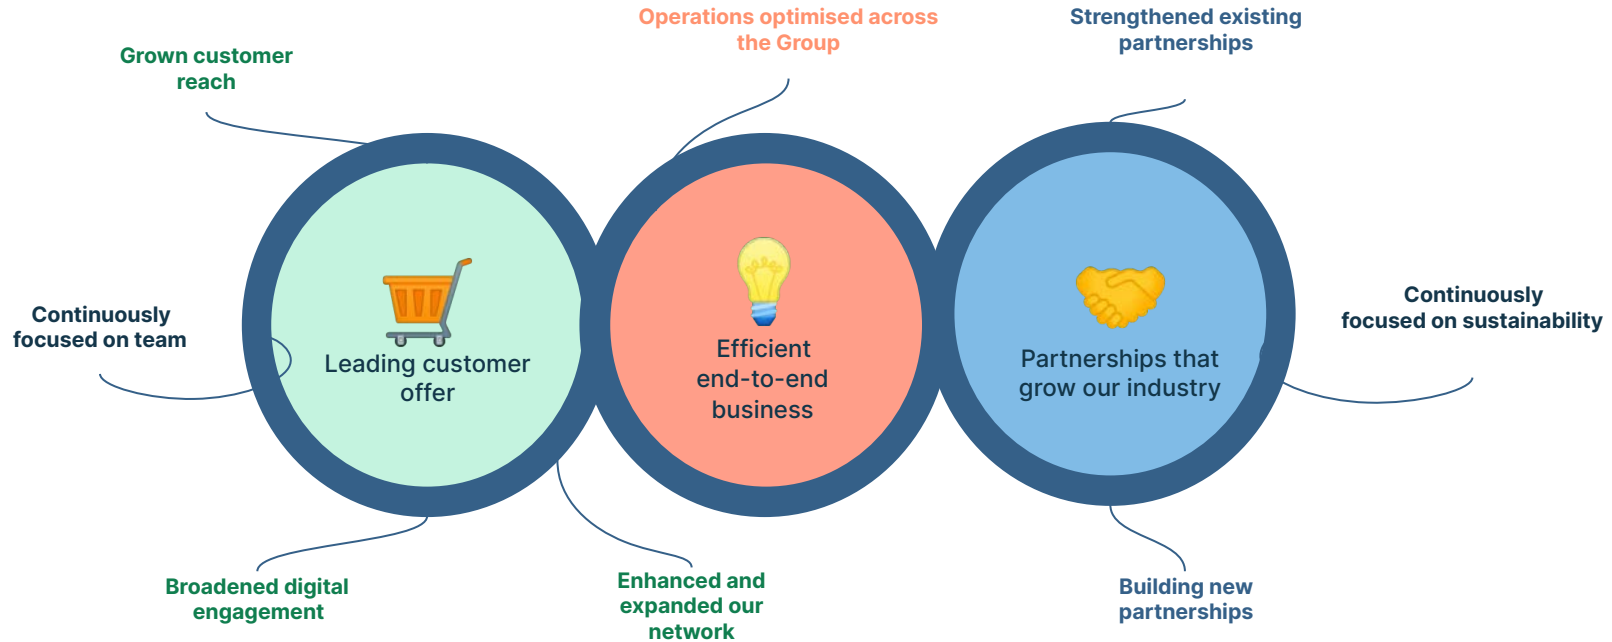 Operations optimised across
the Group
Strengthened existing
partnerships
Grown customer
reach
Continuously
focused on team
Leading customer
offer
Efficient
end-to-end
business
Partnerships that
grow our industry
Continuously
focused on sustainability
Broadened digital
engagement
Enhanced and
expanded our
network
Building new
partnerships